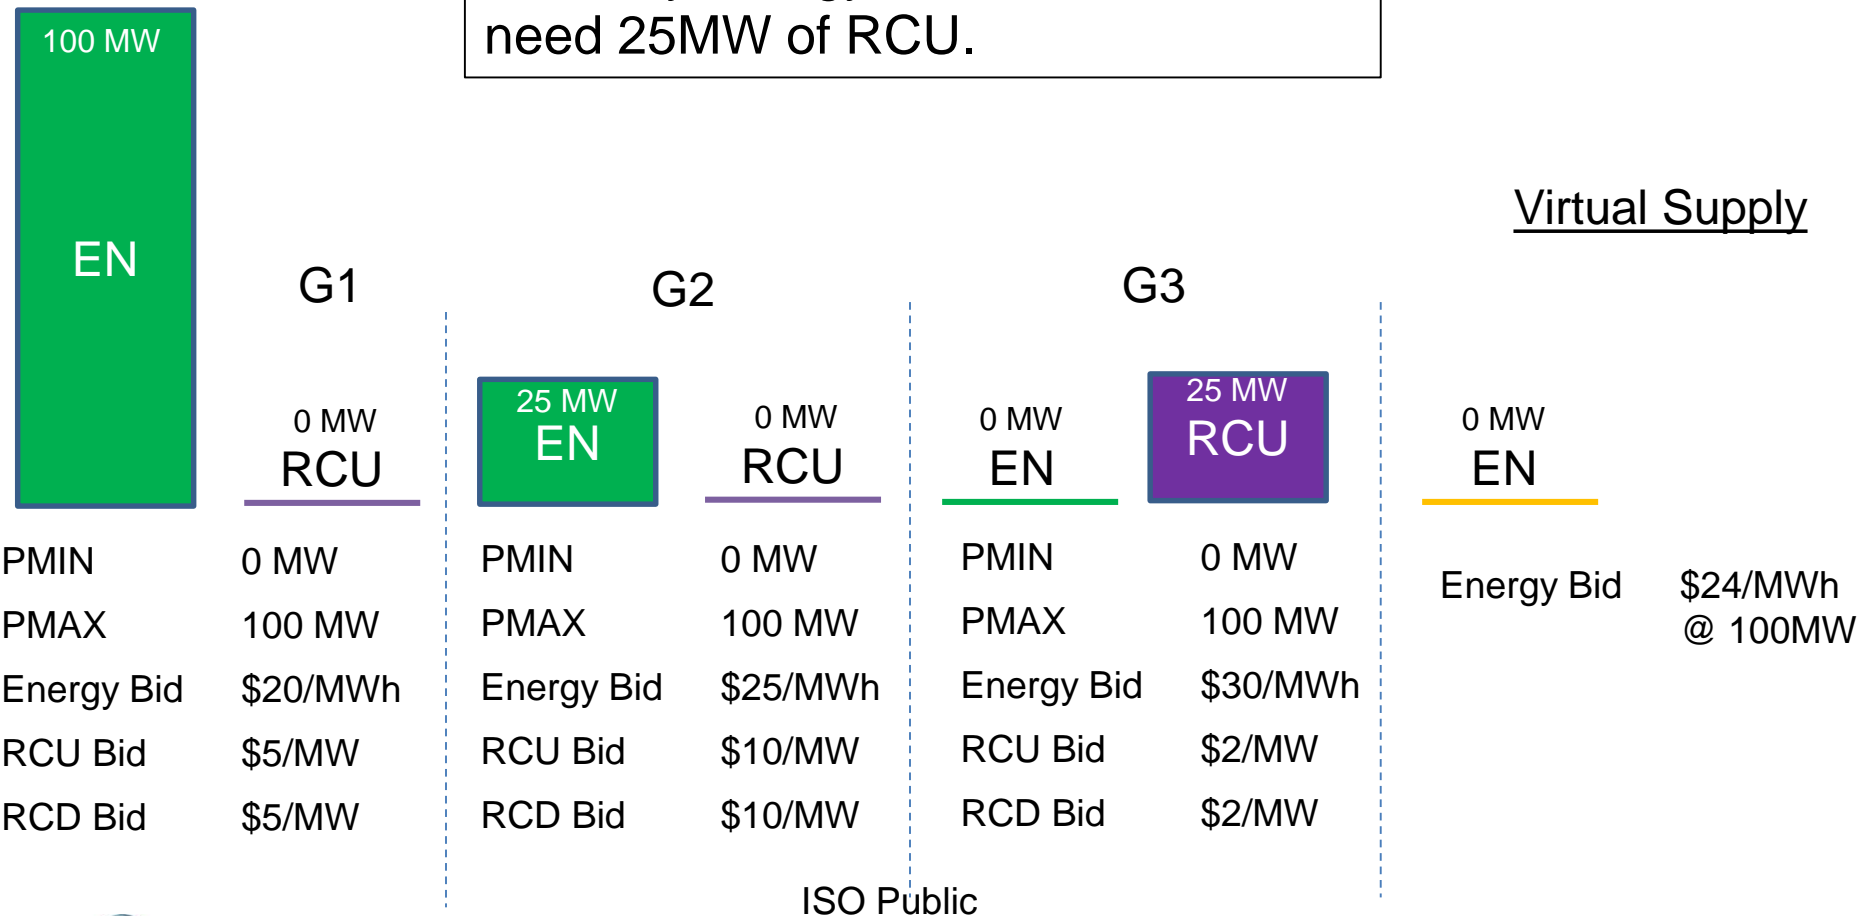 need 25MW of RCU.
100 MW
EN
Virtual Supply
G1
G2
G3
0 MW
RCU
25 MW
EN
0 MW
RCU
0 MW
EN
25 MW
RCU
0 MW
EN
PMIN 0 MW
PMAX 100 MW
Energy Bid $20/MWh
RCU Bid $5/MW
RCD Bid $5/MW
PMIN 0 MW
PMAX 100 MW
Energy Bid $25/MWh
RCU Bid $10/MW
RCD Bid $10/MW
PMIN 0 MW
PMAX 100 MW
Energy Bid $30/MWh
RCU Bid $2/MW
RCD Bid $2/MW
Energy Bid $24/MWh
@ 100MW
ISO Public